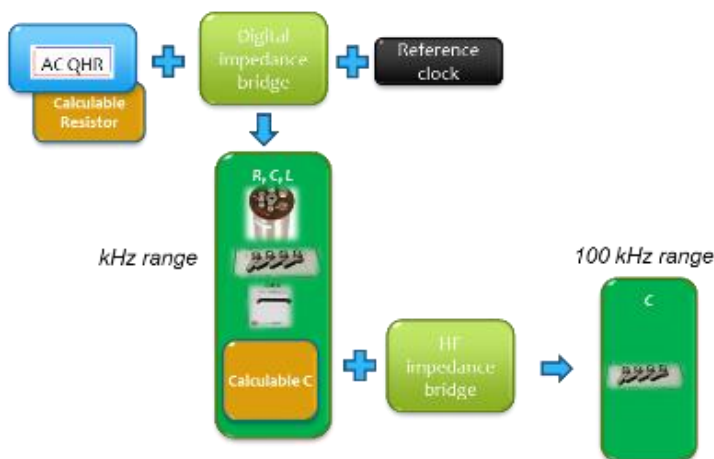 AC QHR
Calculable
Resistor
Digital
impedance
bridge
Reference
clock
R, C, L
kHz range
Calculable C
HF
impedance
bridge
100 kHz range
C